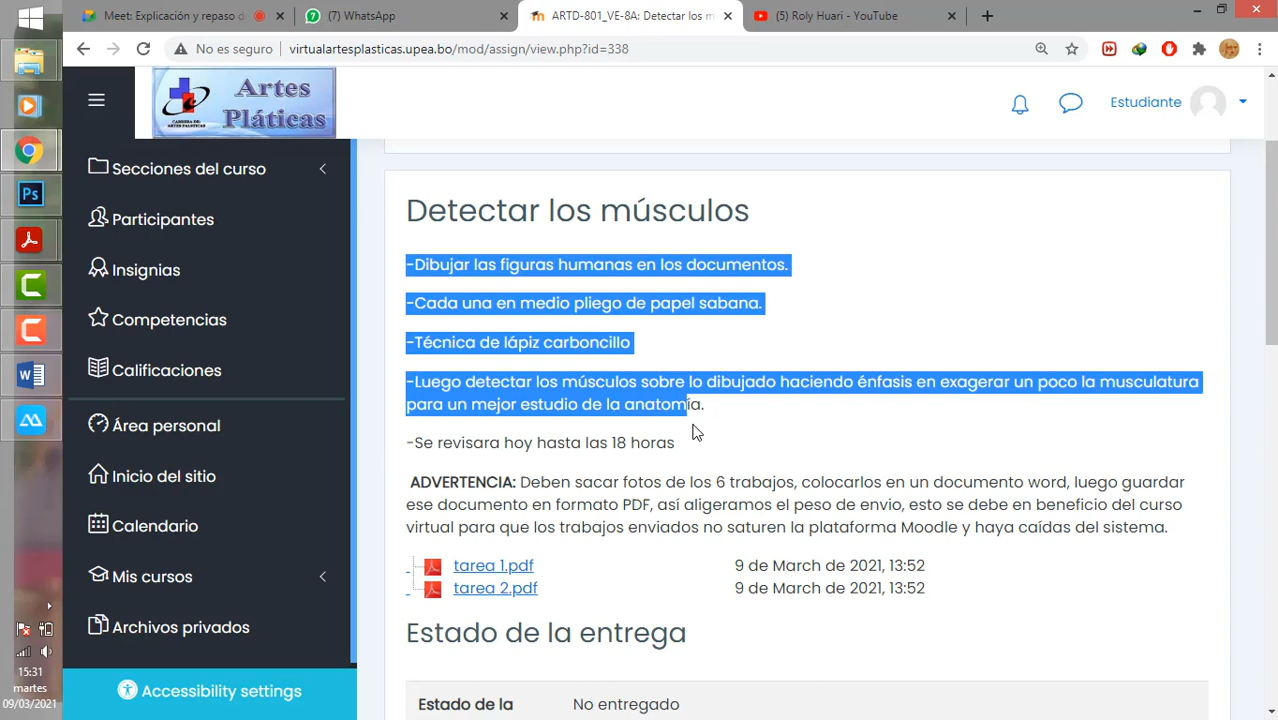 Meet: Explicación y repaso d
(7) WhatsApp
ARTD-801_VE-8A: Detectar los m
(5) Roly Huari - YouTube
No es seguro
virtualartesplasticas.upea.bo/mod/assign/view.php?id=338
Artes
Pláticas
CARRERA DE
ARTES PLASTICAS
Estudiante
Secciones del curso
Participantes
Insignias
Competencias
Calificaciones
Área personal
Inicio del sitio
Calendario
Mis cursos
Archivos privados
Accessibility settings
Detectar los músculos
-Dibujar las figuras humanas en los documentos.
-Cada una en medio pliego de papel sabana.
-Técnica de lápiz carboncillo
-Luego detectar los músculos sobre lo dibujado haciendo énfasis en exagerar un poco la musculatura
para un mejor estudio de la anatomía.
-Se revisara hoy hasta las 18 horas
ADVERTENCIA: Deben sacar fotos de los 6 trabajos, colocarlos en un documento word, luego guardar
ese documento en formato PDF, así aligeramos el peso de envio, esto se debe en beneficio del curso
virtual para que los trabajos enviados no saturen la plataforma Moodle y haya caídas del sistema.
tarea 1.pdf 9 de March de 2021, 13:52
tarea 2.pdf 9 de March de 2021, 13:52
Estado de la entrega
Estado de la No entregado
Ps
W
15:31
martes
09/03/2021